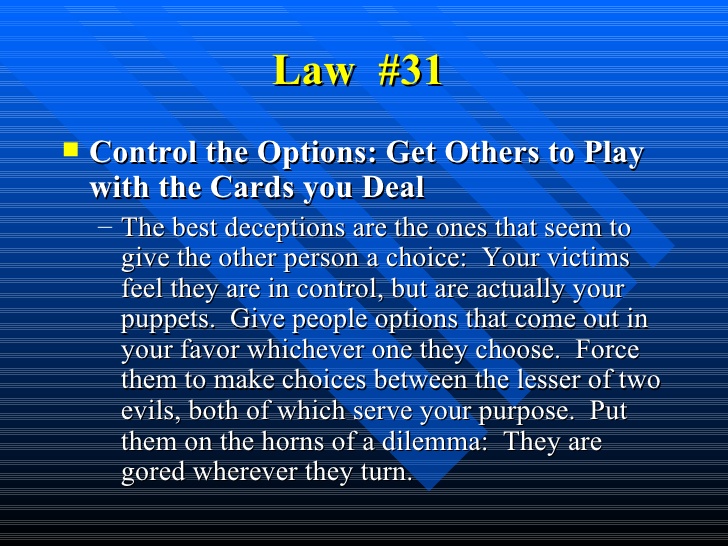 Law #31
Control the Options: Get Others to Play
with the Cards you Deal
– The best deceptions are the ones that seem to
give the other person a choice: Your victims
feel they are in control, but are actually your
puppets. Give people options that come out in
your favor whichever one they choose. Force
them to make choices between the lesser of two
evils, both of which serve your purpose. Put
them on the horns of a dilemma: They are
gored wherever they turn.